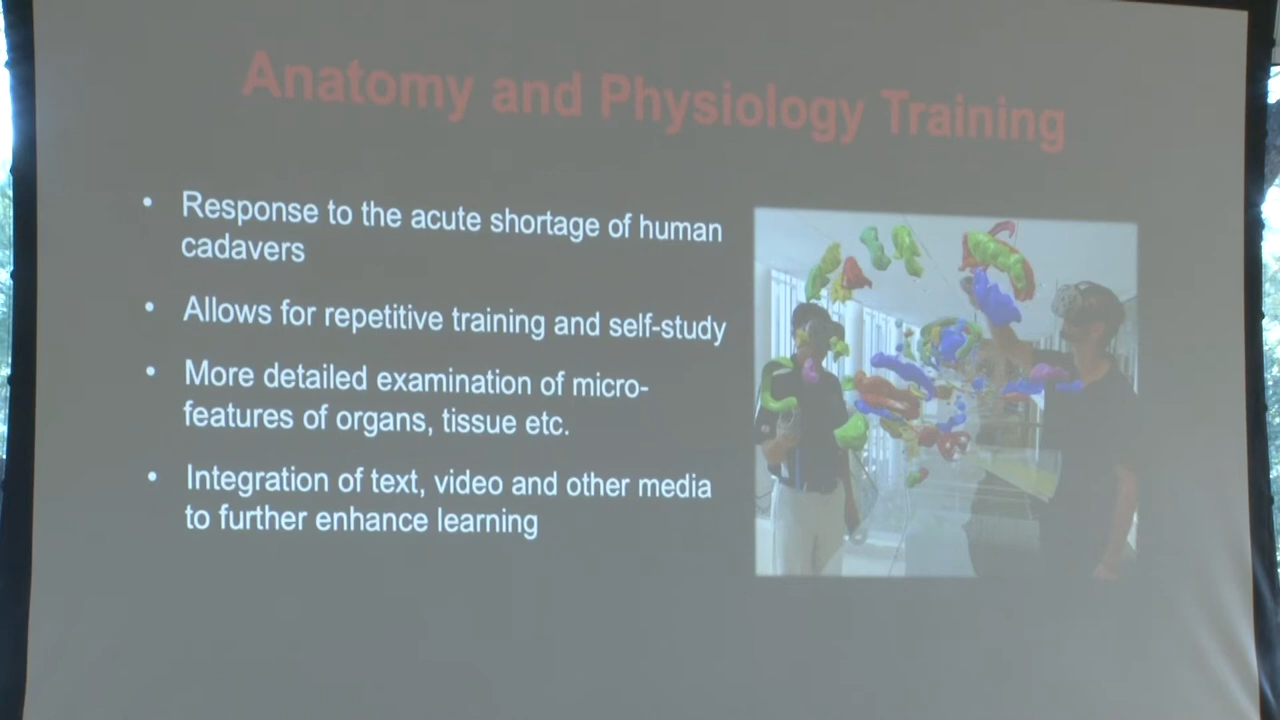 Anatomy and Physiology Training
• Response to the acute shortage of human
cadavers
• Allows for repetitive training and self-study
• More detailed examination of micro-
features of organs, tissue etc.
• Integration of text, video and other media
to further enhance learning